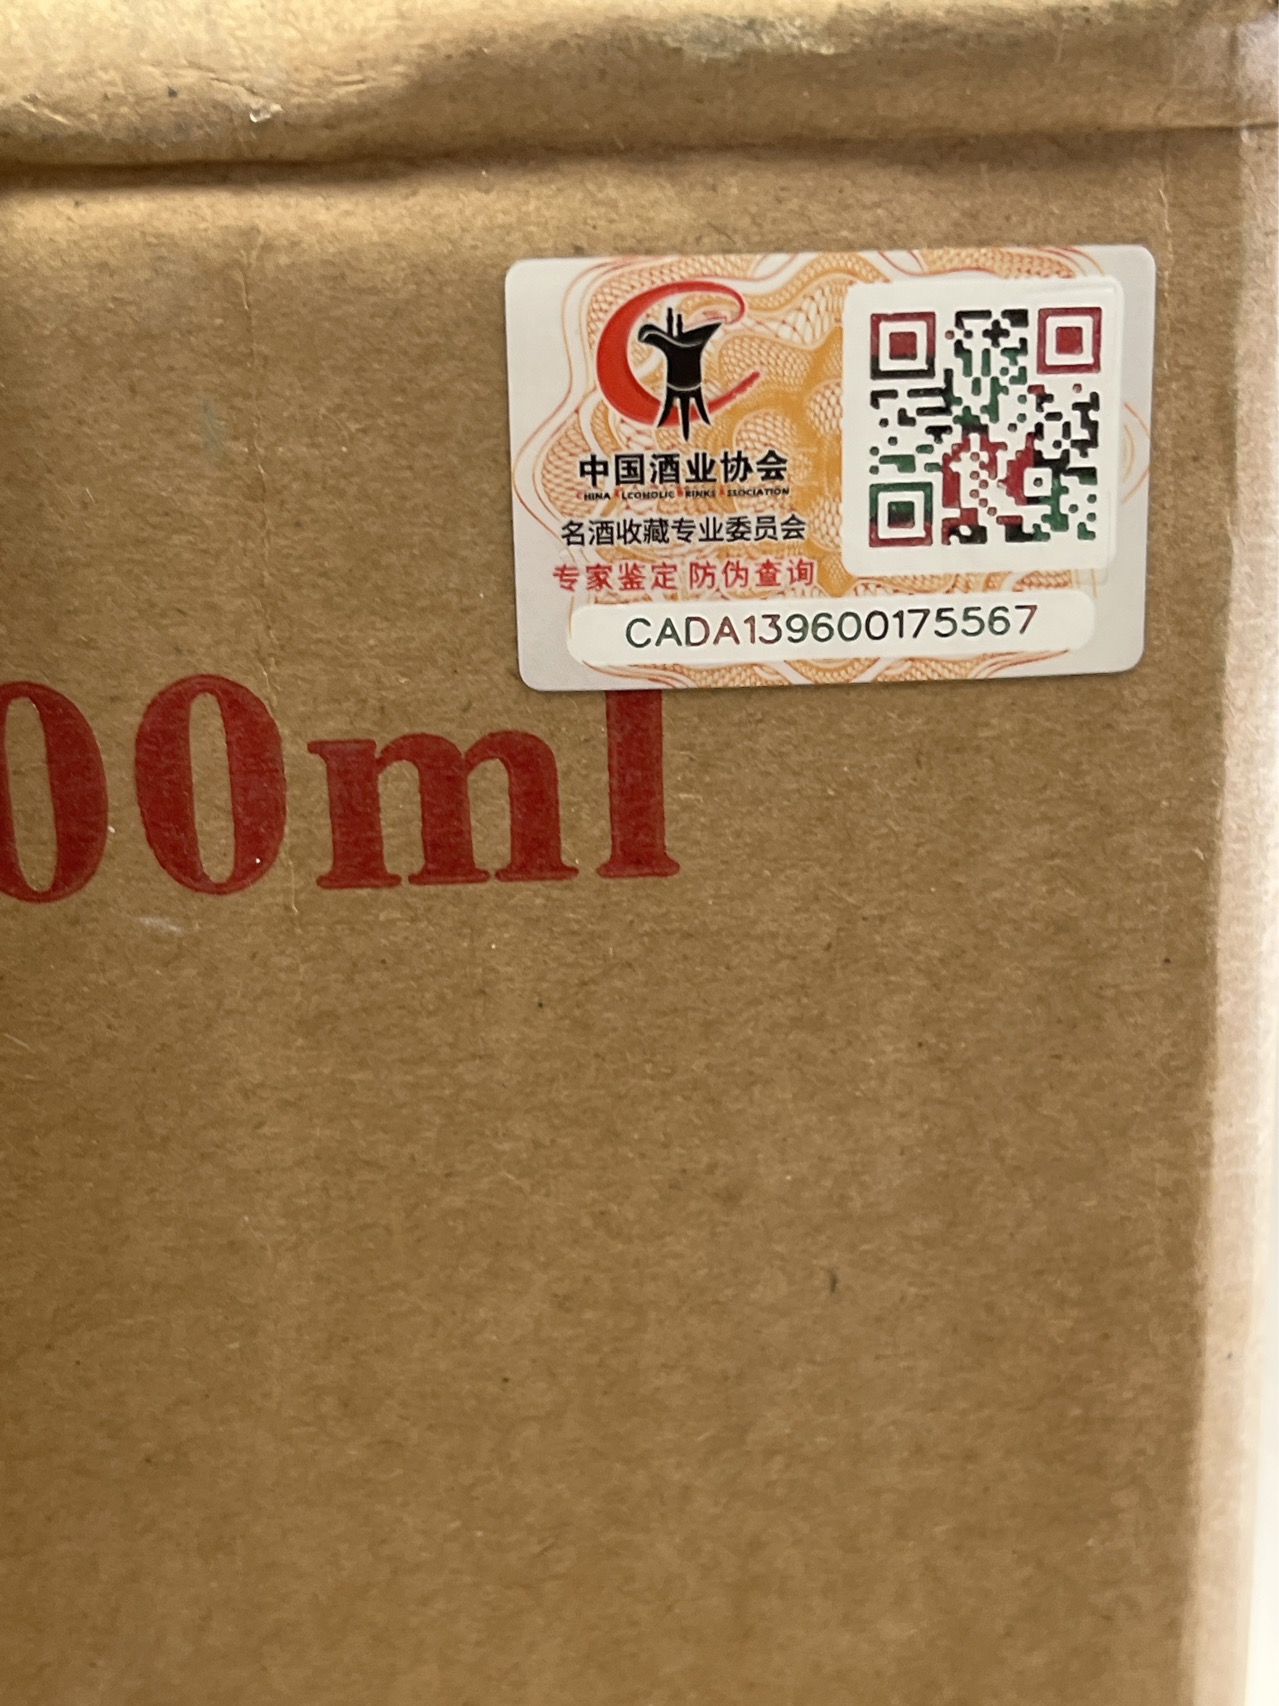 中国酒业协会
CHINA ALCOHOLIC DRINKS ASSOCIATION
名酒收藏专业委员会
专家鉴定 防伪查询
CADA139600175567
00ml